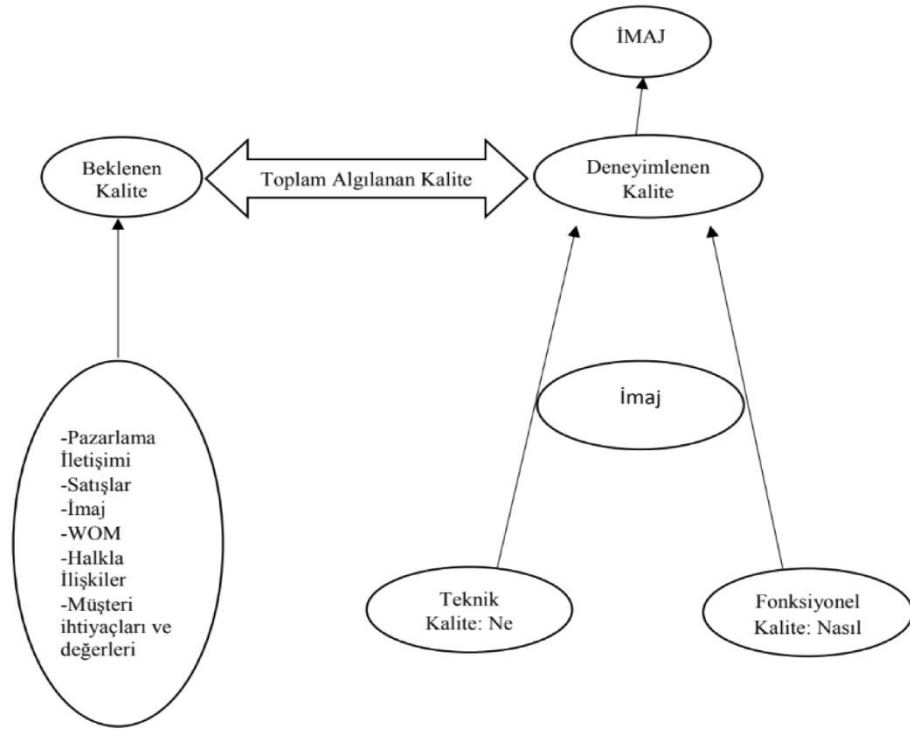 İMAJ
Beklenen
Kalite
Toplam Algılanan Kalite
Deneyimlenen
Kalite
İmaj
-Pazarlama
İletişimi
-Satışlar
-İmaj
-WOM
-Halkla
İlişkiler
-Müşteri
ihtiyaçları ve
değerleri
Teknik
Kalite: Ne
Fonksiyonel
Kalite: Nasıl